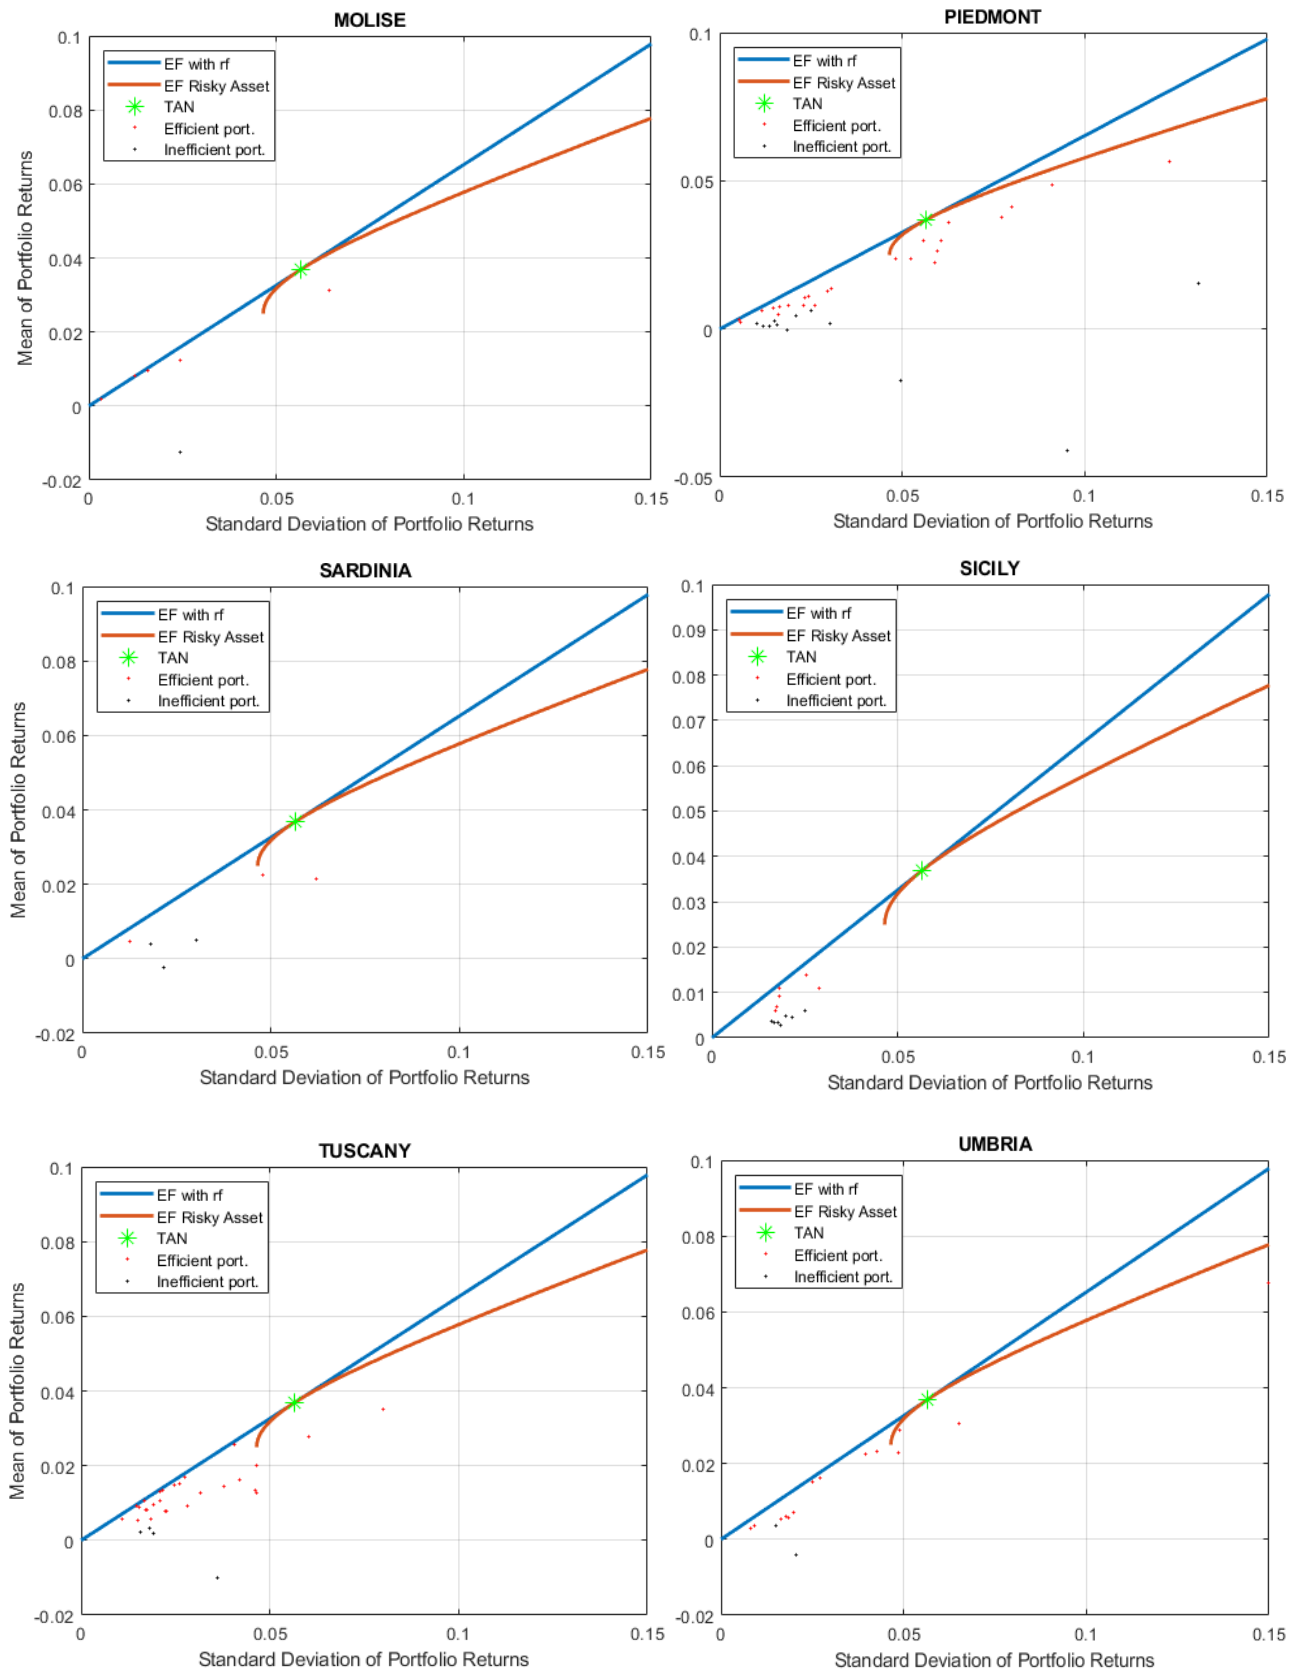 MOLISE
EF with rf
EF Risky Asset
TAN
Efficient port.
Inefficient port.
0.1
0.08
0.06
0.04
0.02
0
-0.02
0
0.05
0.1
0.15
Mean of Portfolio Returns
Standard Deviation of Portfolio Returns
PIEDMONT
EF with rf
EF Risky Asset
TAN
Efficient port.
Inefficient port.
0.1
0.05
0
-0.05
0
0.05
0.1
0.15
Standard Deviation of Portfolio Returns
SARDINIA
EF with rf
EF Risky Asset
TAN
Efficient port.
Inefficient port.
0.1
0.08
0.06
0.04
0.02
0
-0.02
0
0.05
0.1
0.15
Mean of Portfolio Returns
Standard Deviation of Portfolio Returns
SICILY
EF with rf
EF Risky Asset
TAN
Efficient port.
Inefficient port.
0.1
0.09
0.08
0.07
0.06
0.05
0.04
0.03
0.02
0.01
0
0
0.05
0.1
0.15
Standard Deviation of Portfolio Returns
TUSCANY
EF with rf
EF Risky Asset
TAN
Efficient port.
Inefficient port.
0.1
0.08
0.06
0.04
0.02
0
-0.02
0
0.05
0.1
0.15
Mean of Portfolio Returns
Standard Deviation of Portfolio Returns
UMBRIA
EF with rf
EF Risky Asset
TAN
Efficient port.
Inefficient port.
0.1
0.08
0.06
0.04
0.02
0
-0.02
0
0.05
0.1
0.15
Standard Deviation of Portfolio Returns